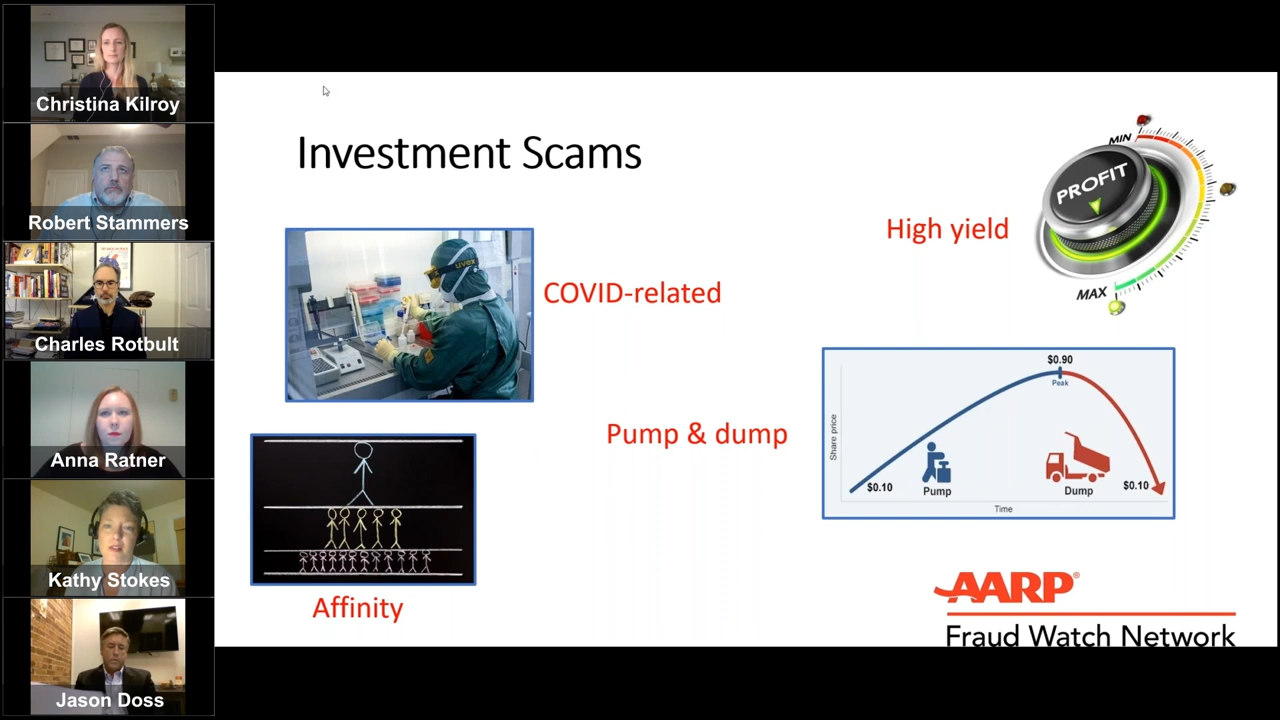 Christina Kilroy
Robert Stammers
Charles Rotbult
Anna Ratner
Kathy Stokes
Jason Doss
Investment Scams
uvex
COVID-related
Affinity
High yield
MIN
PROFIT
MAX
Pump & dump
$0.90
Peak
Share price
$0.10
Pump
Dump
$0.10
Time
AARP®
Fraud Watch Network